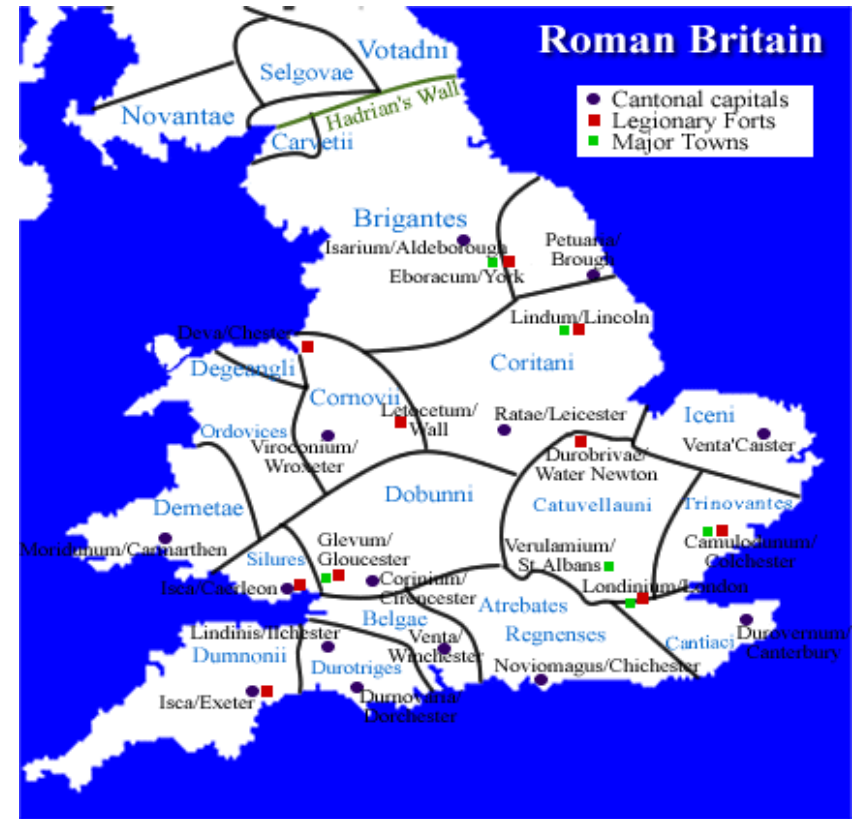 Roman Britain
Cantonal capitals
Legionary Forts
Major Towns
Votadni
Selgovae
Novantae
Hadrian's Wall
Carvetii
Brigantes
Isarium/Aldeborough
Petuaria/
Brough
Eboracum/York
Lindum/Lincoln
Deva/Chester
Degeangli
Coritani
Cornovii
Letocetum/
Wall
Ratae/Leicester
Iceni
Ordovices
Viroconium/
Wroxeter
Venta'Caister
Durobrivae/
Water Newton
Dobunni
Catuvellauni
Trinovantes
Demetae
Moridunum/Carmarthen
Silures
Glevum/
Gloucester
Verulamium/
St Albans
Camulodunum/
Colchester
Isca/Caerleon
Corinium/
Cirencester
Londinium/London
Atrebates
Belgae
Regnenses
Lindinis/Ilchester
Dumnonii
Durotriges
Venta/
Winchester
Cantiaci
Durovernum/
Canterbury
Noviomagus/Chichester
Isca/Exeter
Durnovaria/
Dorchester